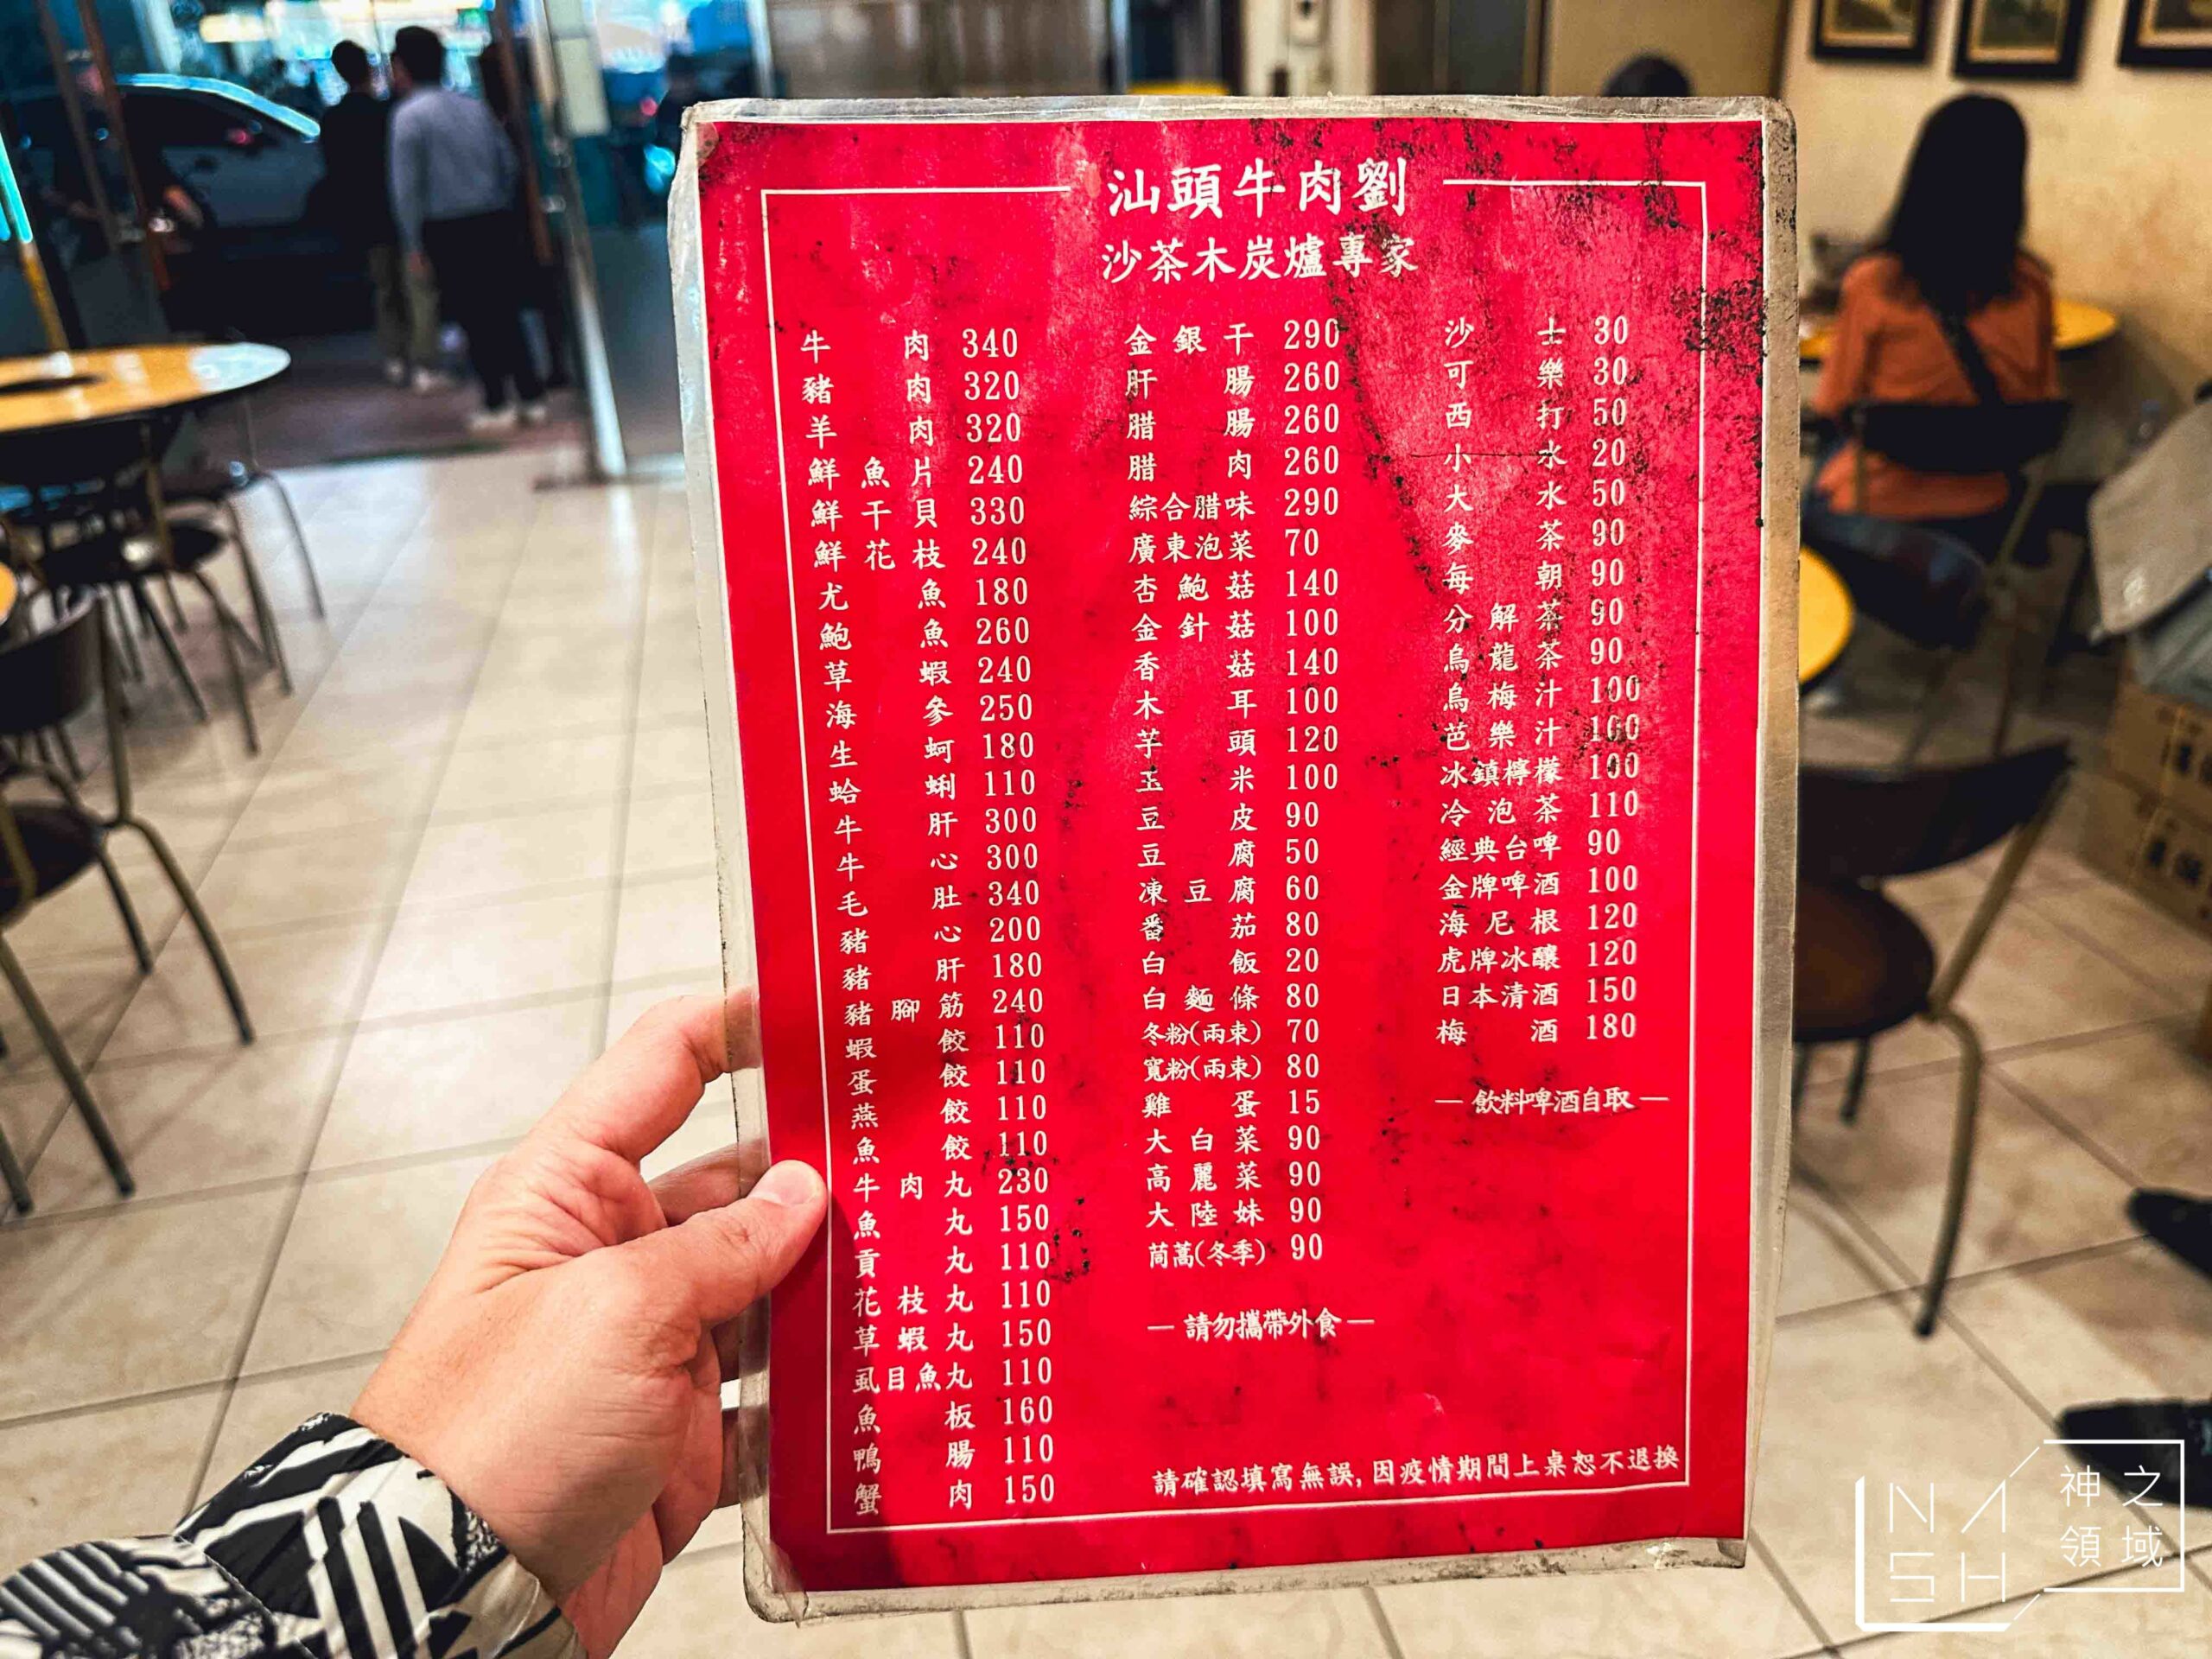 汕頭牛肉劉
沙茶木炭爐專家
牛肉 340
豬肉 320
羊肉 320
鮮魚片 240
鮮干貝 330
鮮花枝 240
尤魚 180
鮑魚 260
草蝦 240
海參 250
生蚵 180
蛤蜊 110
牛肝 300
牛心 300
毛肚 340
豬心 200
豬肝 180
豬腳筋 240
蝦餃 110
蛋餃 110
燕餃 110
魚餃 110
牛肉丸 230
魚丸 150
貢丸 110
花枝丸 110
草蝦丸 150
虱目魚丸 110
魚板 160
鴨腸 110
蟹肉 150
金銀干 290
肝腸 260
腊腸 260
腊肉 260
綜合腊味 290
廣東泡菜 70
杏鮑菇 140
金針菇 100
香菇 140
木耳 100
芋頭 120
玉米 100
豆皮 90
豆腐 50
凍豆腐 60
番茄 80
白飯 20
白麵條 80
冬粉(兩束) 70
寬粉(兩束) 80
雞蛋 15
大白菜 90
高麗菜 90
大陸妹 90
茼蒿(冬季) 90
— 請勿攜帶外食 —
沙士 30
可樂 30
西打 50
小水 20
大水 50
麥茶 90
每朝 90
分解茶 90
烏龍茶 90
烏梅汁 100
芭樂汁 100
冰鎮檸檬 100
冷泡茶 110
經典台啤 90
金牌啤酒 100
海尼根 120
虎牌冰釀 120
日本清酒 150
梅酒 180
— 飲料啤酒自取 —
請確認填寫無誤, 因疫情期間上桌恕不退換
NASH
神之領域